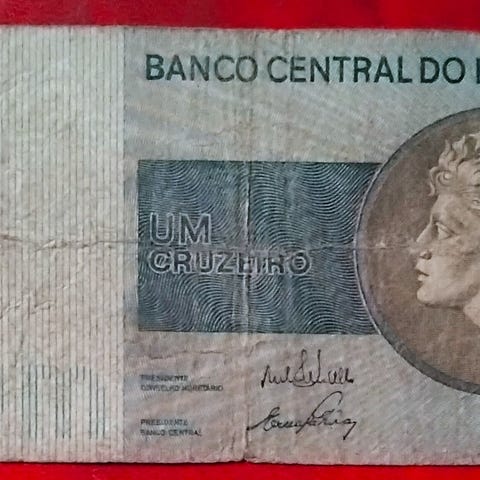 BANCO CENTRAL DO
UM
CRUZEIRO
PRESIDENTE
CONSELHO MONETÁRIO
PRESIDENTE
BANCO CENTRAL